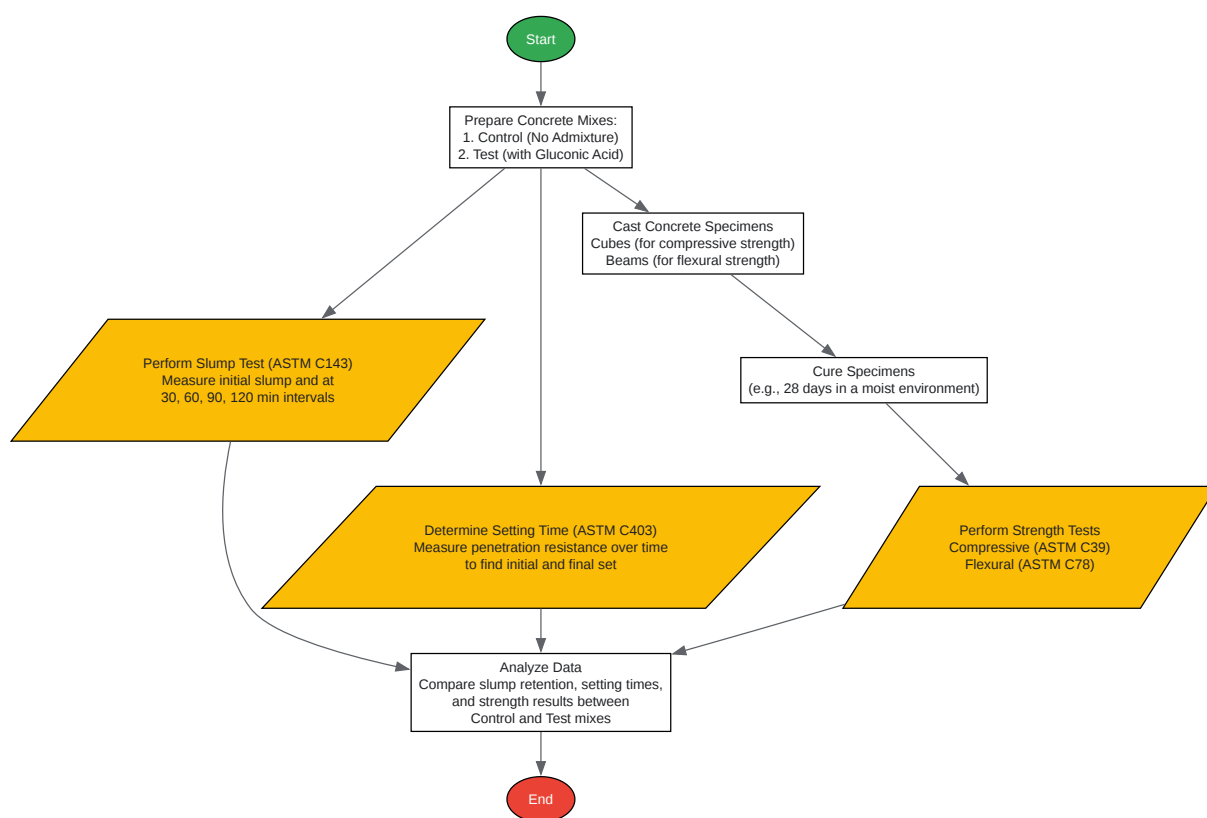 Start
Prepare Concrete Mixes:
1. Control (No Admixture)
2. Test (with Gluconic Acid)
Cast Concrete Specimens
Cubes (for compressive strength)
Beams (for flexural strength)
Perform Slump Test (ASTM C143)
Measure initial slump and at
30, 60, 90, 120 min intervals
Cure Specimens
(e.g., 28 days in a moist environment)
Determine Setting Time (ASTM C403)
Measure penetration resistance over time
to find initial and final set
Perform Strength Tests
Compressive (ASTM C39)
Flexural (ASTM C78)
Analyze Data
Compare slump retention, setting times,
and strength results between
Control and Test mixes
End